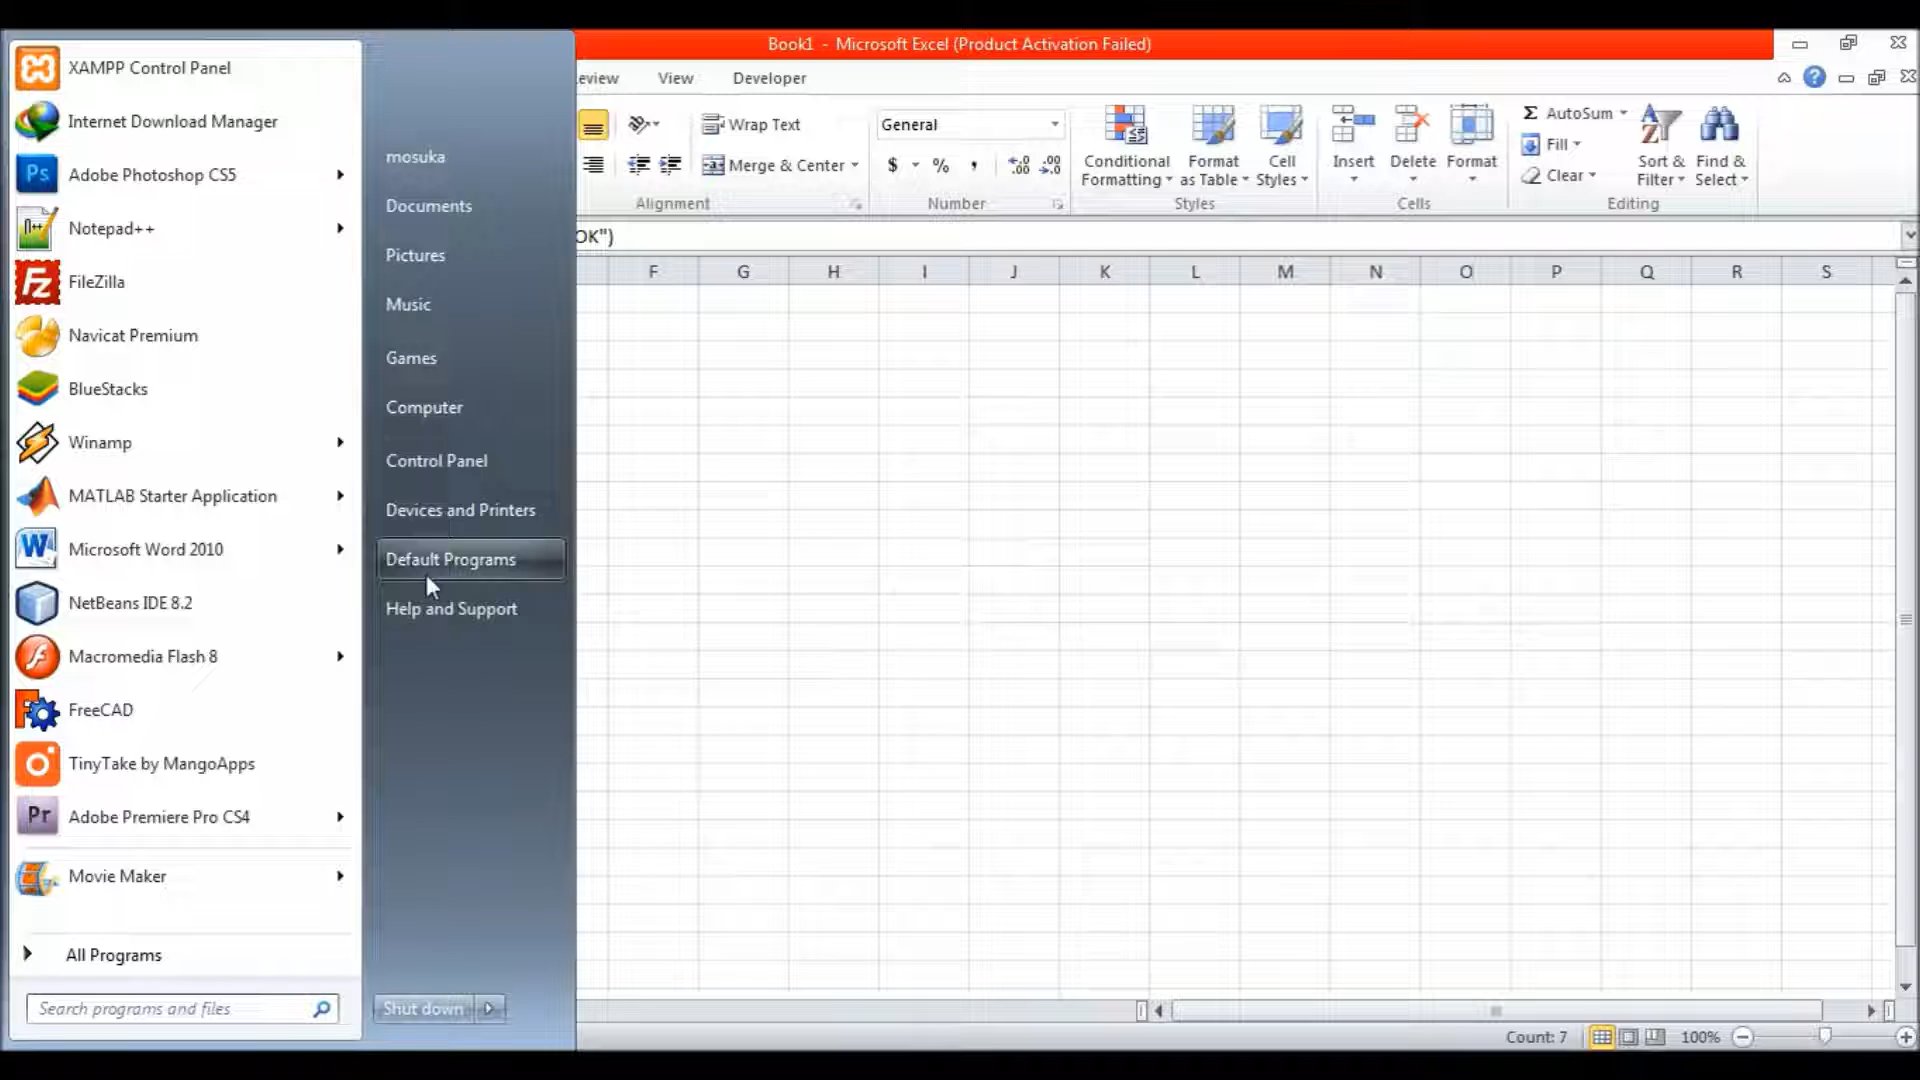 XAMPP Control Panel
Internet Download Manager
Ps
Adobe Photoshop CS5
Notepad++
Fz
FileZilla
Navicat Premium
BlueStacks
Winamp
MATLAB Starter Application
W
Microsoft Word 2010
NetBeans IDE 8.2
Macromedia Flash 8
FreeCAD
TinyTake by MangoApps
Pr
Adobe Premiere Pro CS4
Movie Maker
All Programs
Search programs and files
mosuka
Documents
Pictures
Music
Games
Computer
Control Panel
Devices and Printers
Default Programs
Help and Support
Shut down
Book1 - Microsoft Excel (Product Activation Failed)
eview View Developer
Wrap Text General Σ AutoSum
Merge & Center $ % , .00 .00
Fill
Clear
Conditional Formatting
Format as Table
Cell Styles
Insert Delete Format
Sort & Filter
Find & Select
Alignment Number Styles Cells Editing
OK")
F G H I J K L M N O P Q R S
Count: 7 100%